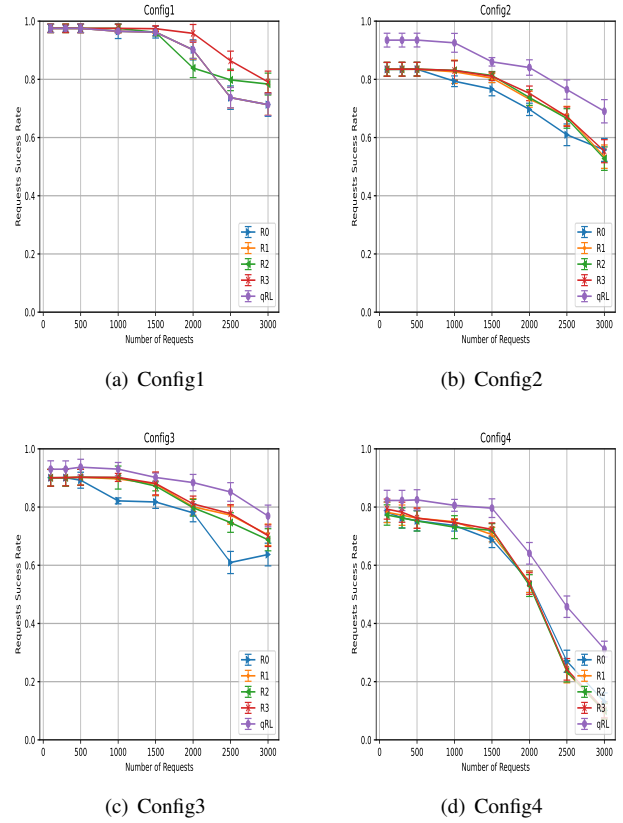 Config1
1.0
0.8
0.6
0.4
0.2
0.0
Requests Sucess Rate
0 500 1000 1500 2000 2500 3000
Number of Requests
R0
R1
R2
R3
qRL
(a) Config1
Config2
1.0
0.8
0.6
0.4
0.2
0.0
Requests Sucess Rate
0 500 1000 1500 2000 2500 3000
Number of Requests
R0
R1
R2
R3
qRL
(b) Config2
Config3
1.0
0.8
0.6
0.4
0.2
0.0
Requests Sucess Rate
0 500 1000 1500 2000 2500 3000
Number of Requests
R0
R1
R2
R3
qRL
(c) Config3
Config4
1.0
0.8
0.6
0.4
0.2
0.0
Requests Sucess Rate
0 500 1000 1500 2000 2500 3000
Number of Requests
R0
R1
R2
R3
qRL
(d) Config4